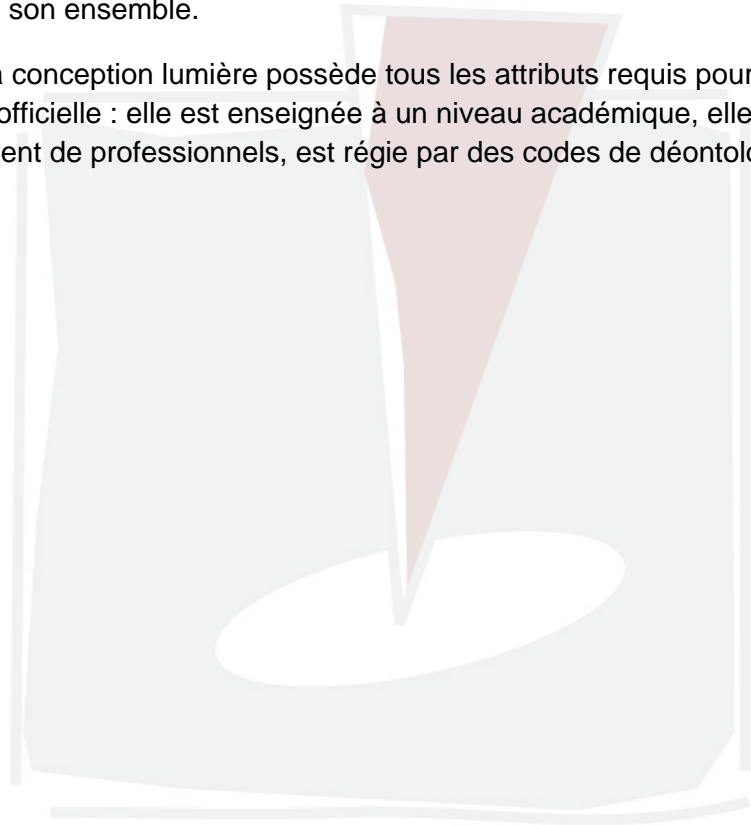 son ensemble.
conception lumière possède tous les attributs requis pour
officielle : elle est enseignée à un niveau académique, elle
ent de professionnels, est régie par des codes de